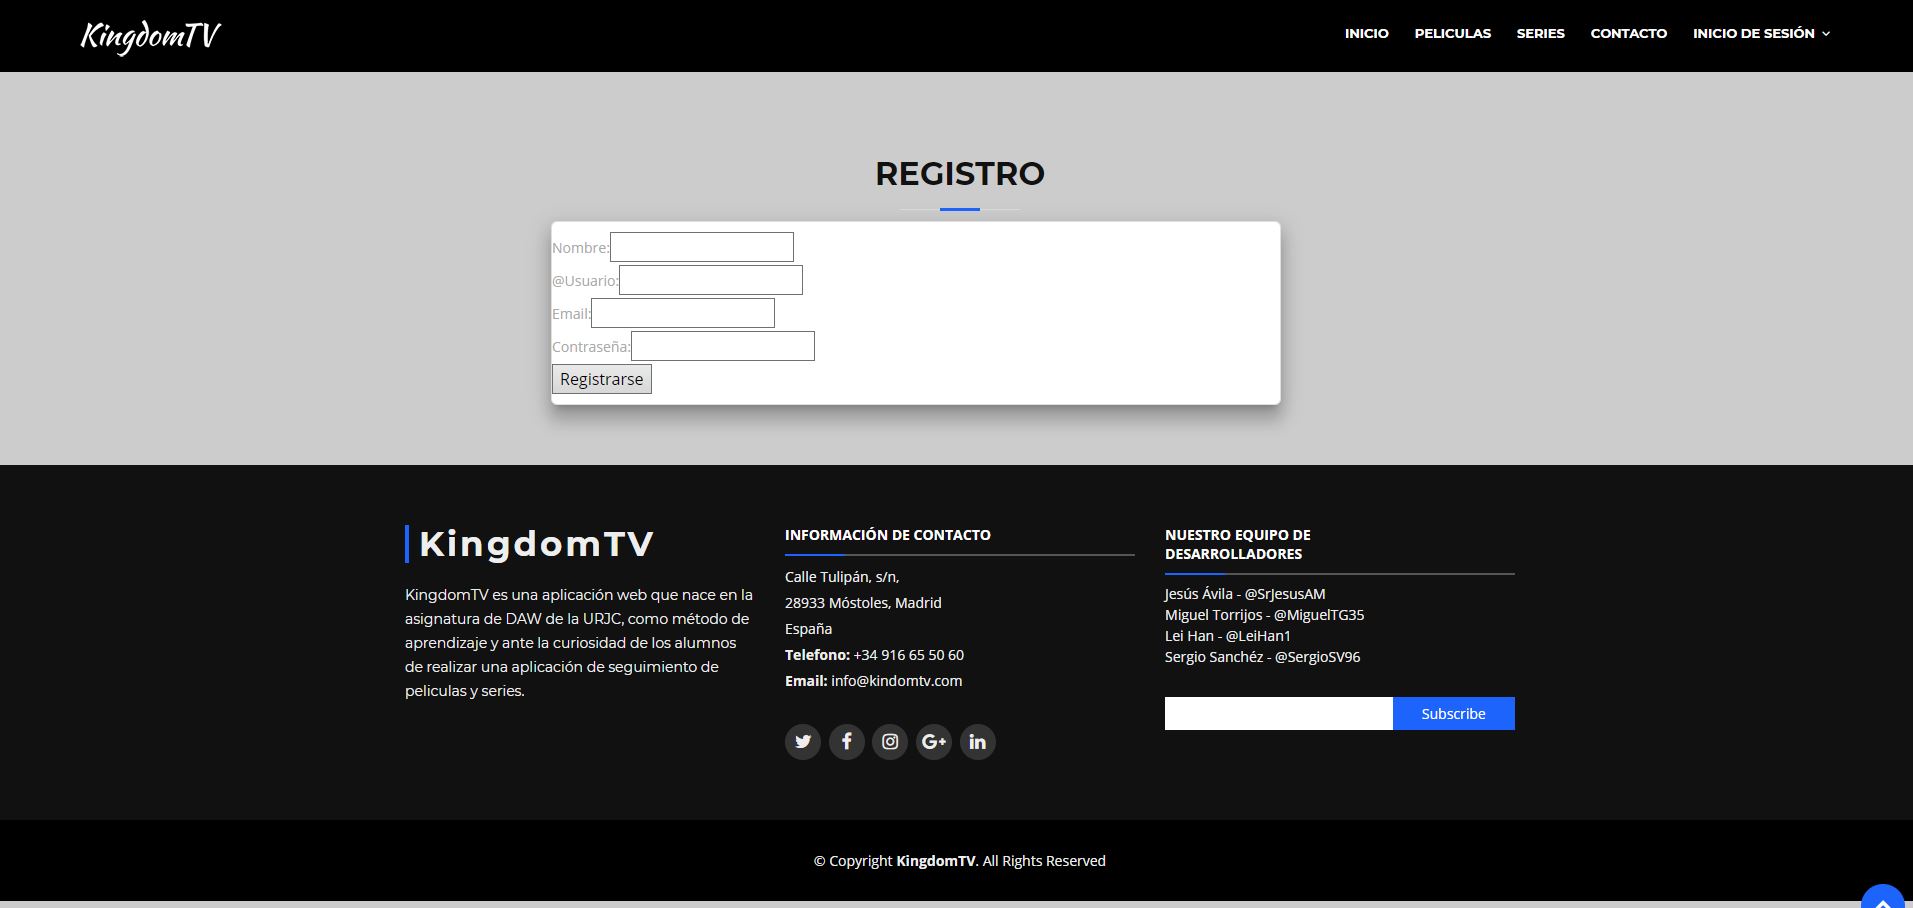 KingdomTV
INICIO PELICULAS SERIES CONTACTO INICIO DE SESIÓN
REGISTRO
Nombre:
@Usuario:
Email:
Contraseña:
Registrarse
KingdomTV
KingdomTV es una aplicación web que nace en la
asignatura de DAW de la URJC, como método de
aprendizaje y ante la curiosidad de los alumnos
de realizar una aplicación de seguimiento de
peliculas y series.
INFORMACIÓN DE CONTACTO
Calle Tulipán, s/n,
28933 Móstoles, Madrid
España
Telefono: +34 916 65 50 60
Email: info@kindomtv.com
NUESTRO EQUIPO DE
DESARROLLADORES
Jesús Ávila - @SrJesusAM
Miguel Torrijos - @MiguelTG35
Lei Han - @LeiHan1
Sergio Sanchéz - @SergioSV96
Subscribe
© Copyright KingdomTV. All Rights Reserved